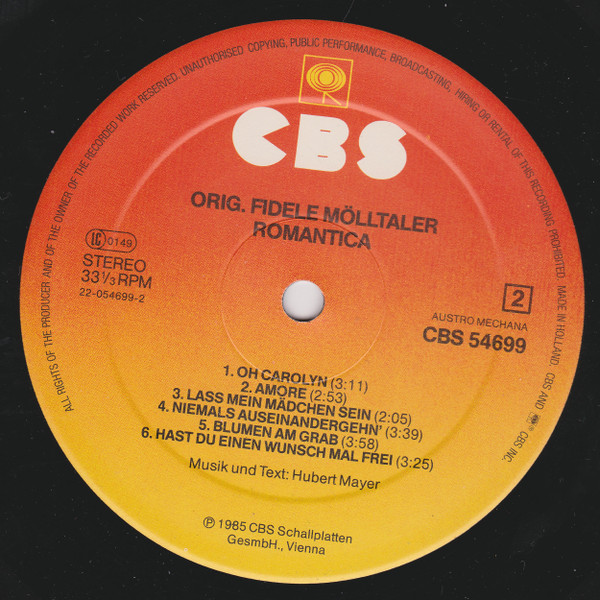 ALL RIGHTS OF THE PRODUCER AND OF THE OWNER OF THE RECORDED WORK RESERVED. UNAUTHORISED COPYING, PUBLIC PERFORMANCE, BROADCASTING, HIRING OR RENTAL OF THIS RECORDING PROHIBITED. MADE IN HOLLAND. CBS AND CBS INC.
CBS
ORIG. FIDELE MÖLLTALER
ROMANTICA
LC 0149
STEREO
33 1/3 RPM
22-054699-2
2
AUSTRO MECHANA
CBS 54699
1. OH CAROLYN (3:11)
2. AMORE (2:53)
3. LASS MEIN MÄDCHEN SEIN (2:05)
4. NIEMALS AUSEINANDERGEHN' (3:39)
5. BLUMEN AM GRAB (3:58)
6. HAST DU EINEN WUNSCH MAL FREI (3:25)
Musik und Text: Hubert Mayer
℗ 1985 CBS Schallplatten
GesmbH., Vienna